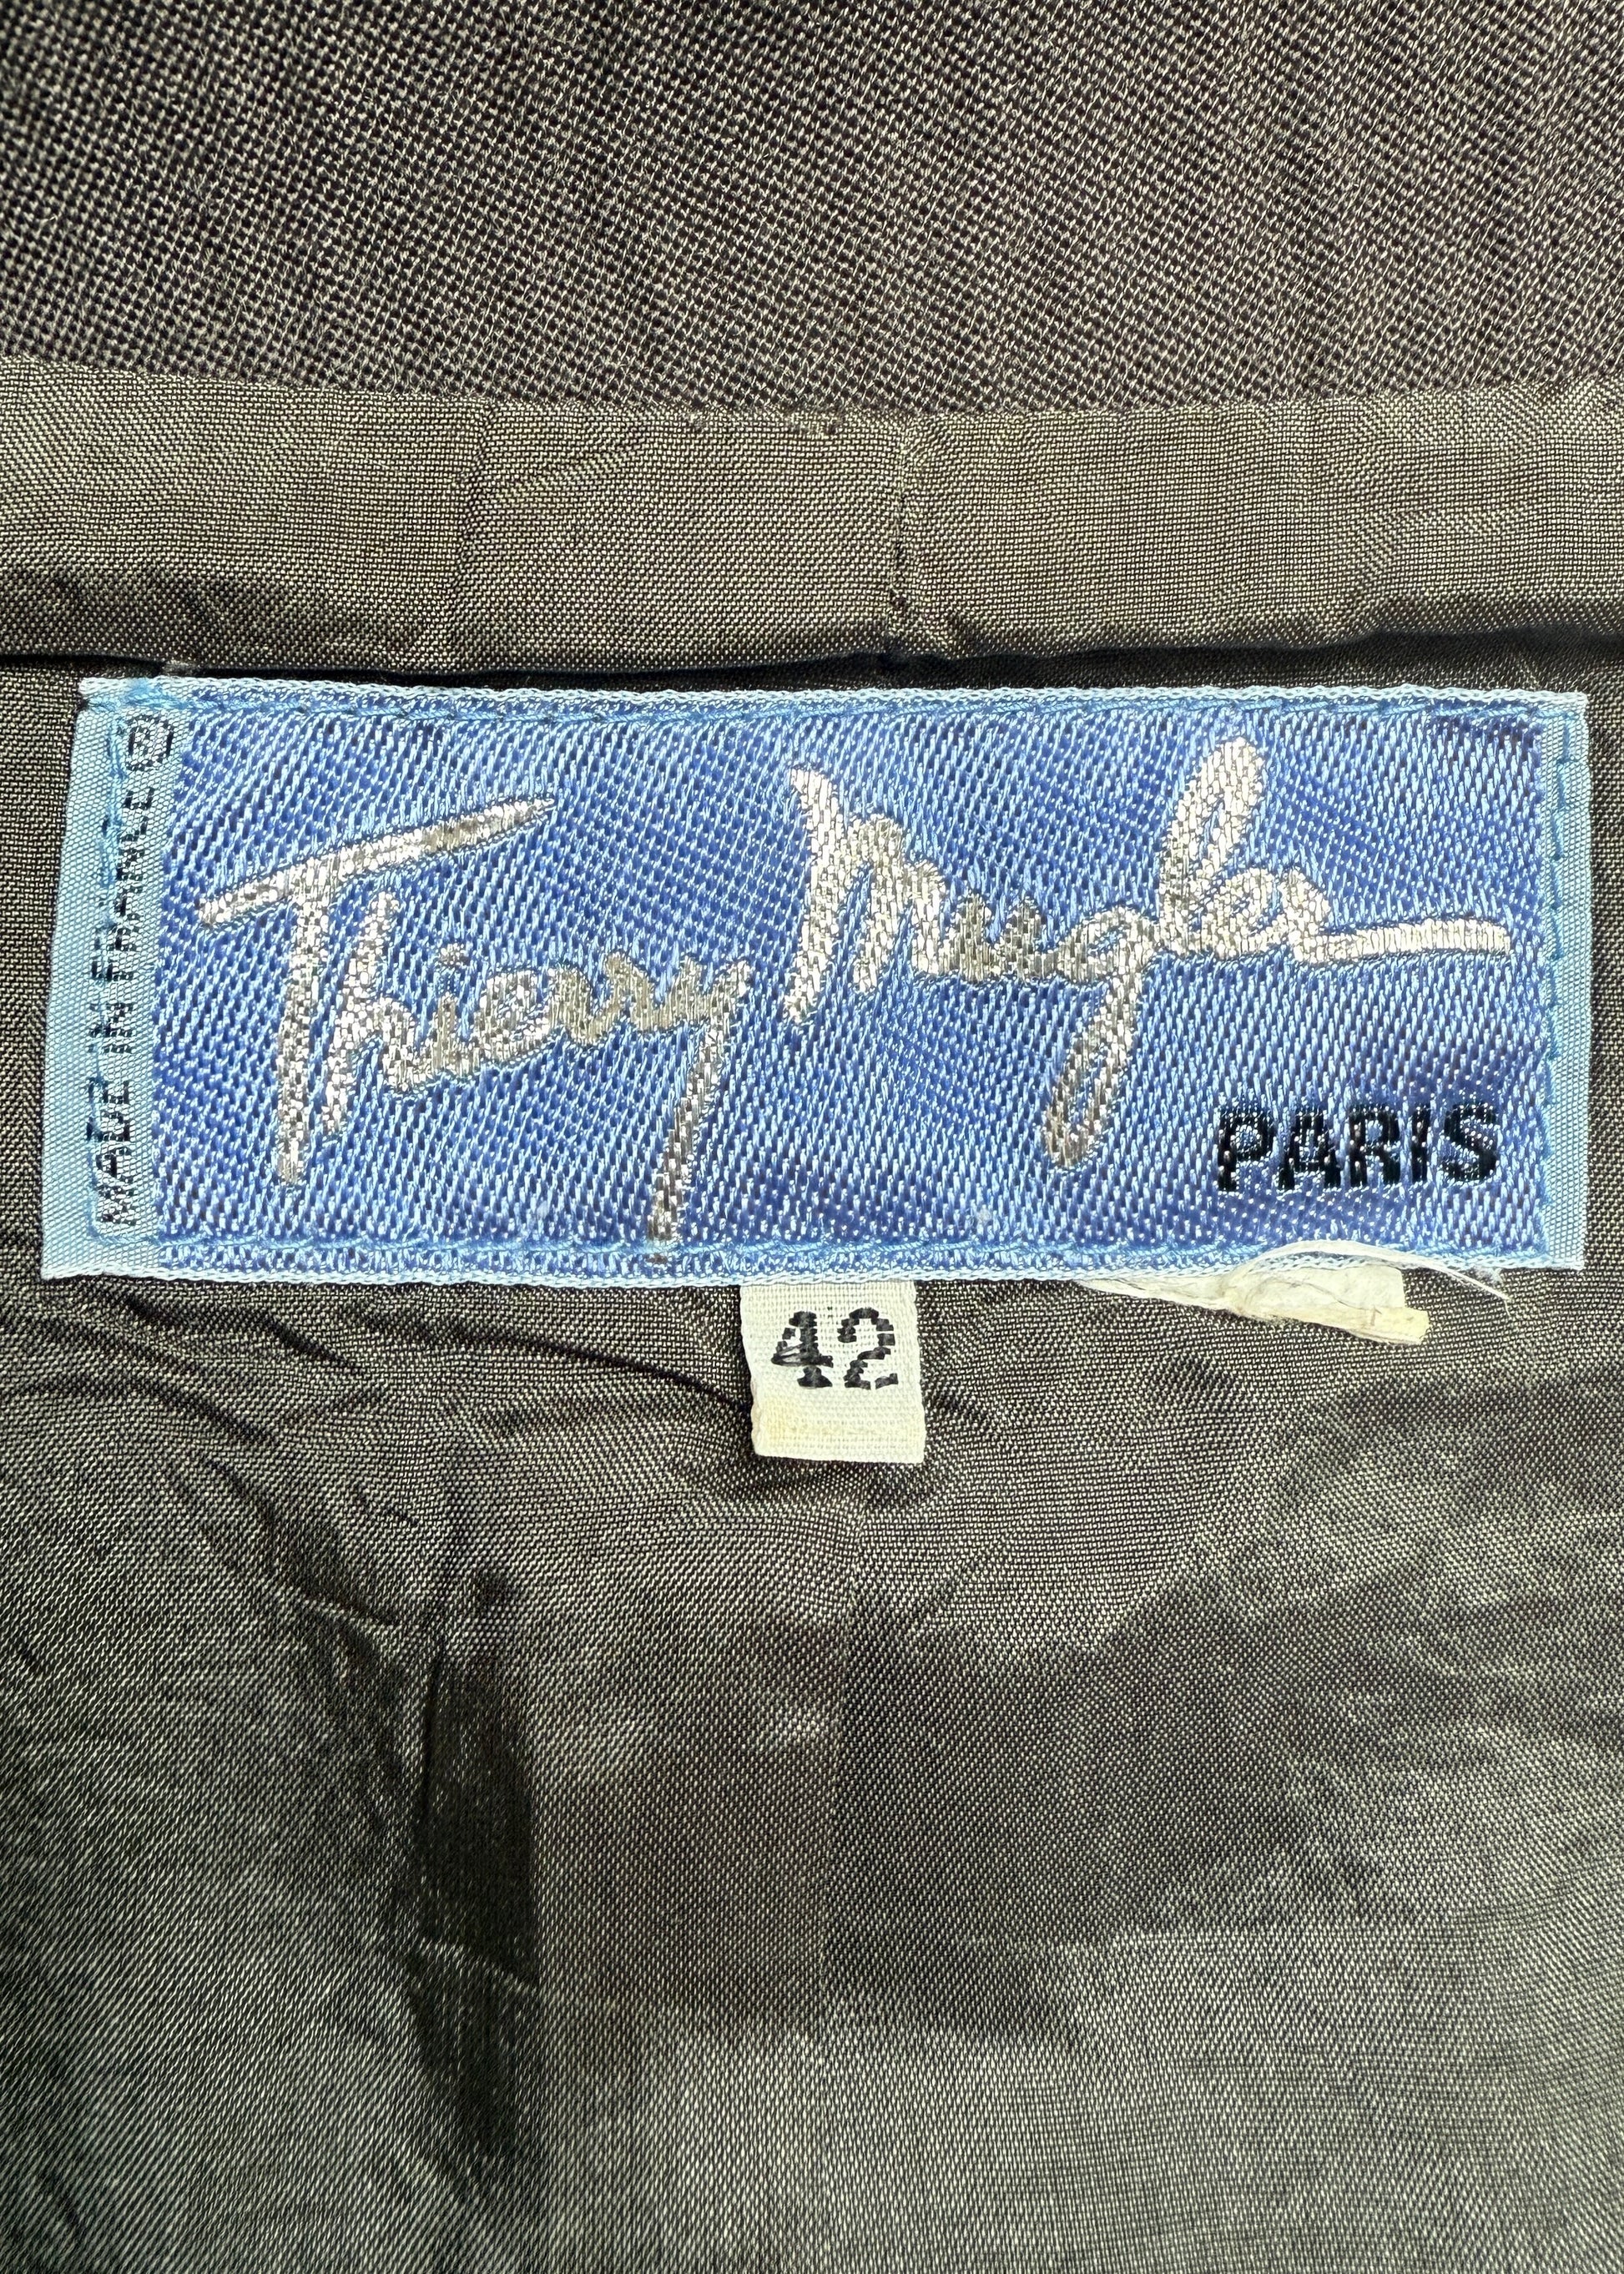 MADE IN FRANCE ®
Thierry Mugler
PARIS
42